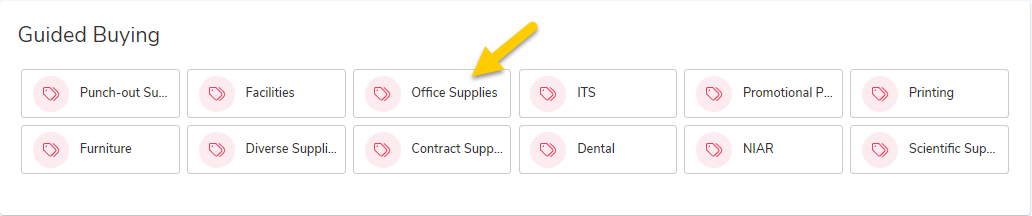 Guided Buying
Punch-out Su...
Facilities
Office Supplies
ITS
Promotional P...
Printing
Furniture
Diverse Suppli...
Contract Supp...
Dental
NIAR
Scientific Sup...